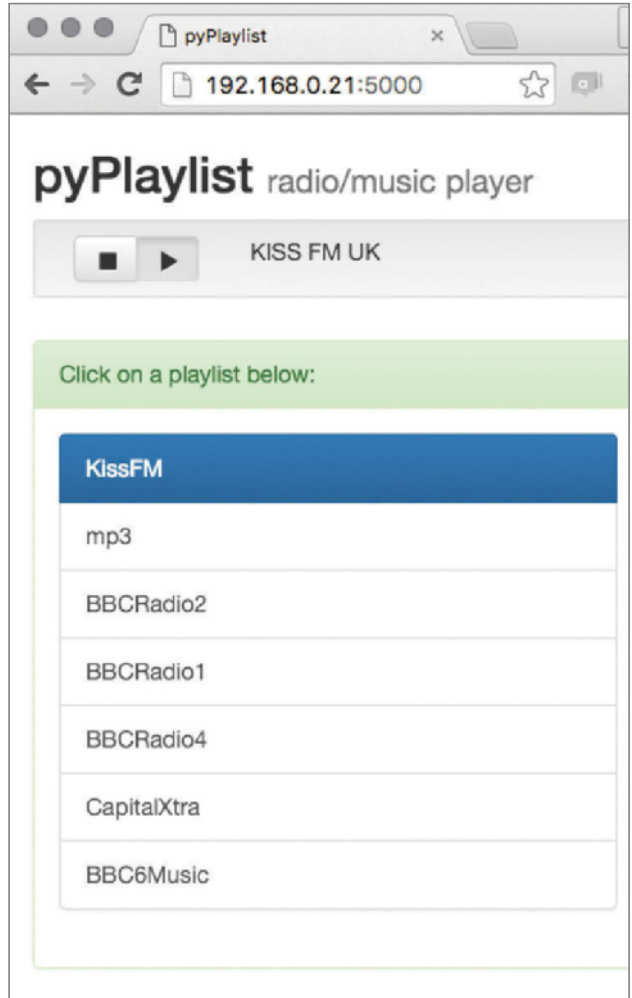 pyPlaylist
192.168.0.21:5000
pyPlaylist radio/music player
KISS FM UK
Click on a playlist below:
KissFM
mp3
BBCRadio2
BBCRadio1
BBCRadio4
CapitalXtra
BBC6Music